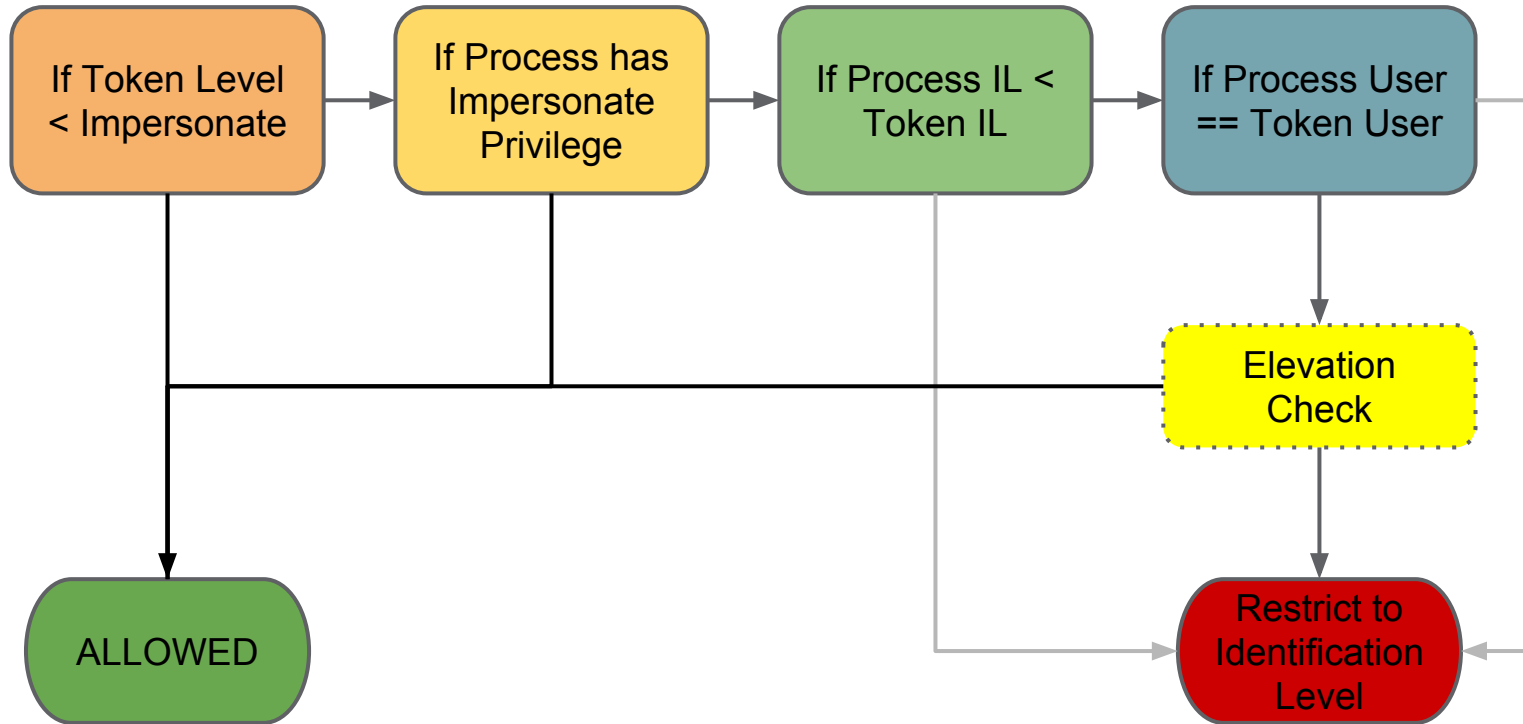 If Token Level
< Impersonate
If Process has
Impersonate
Privilege
If Process IL <
Token IL
If Process User
== Token User
Elevation
Check
ALLOWED
Restrict to
Identification
Level